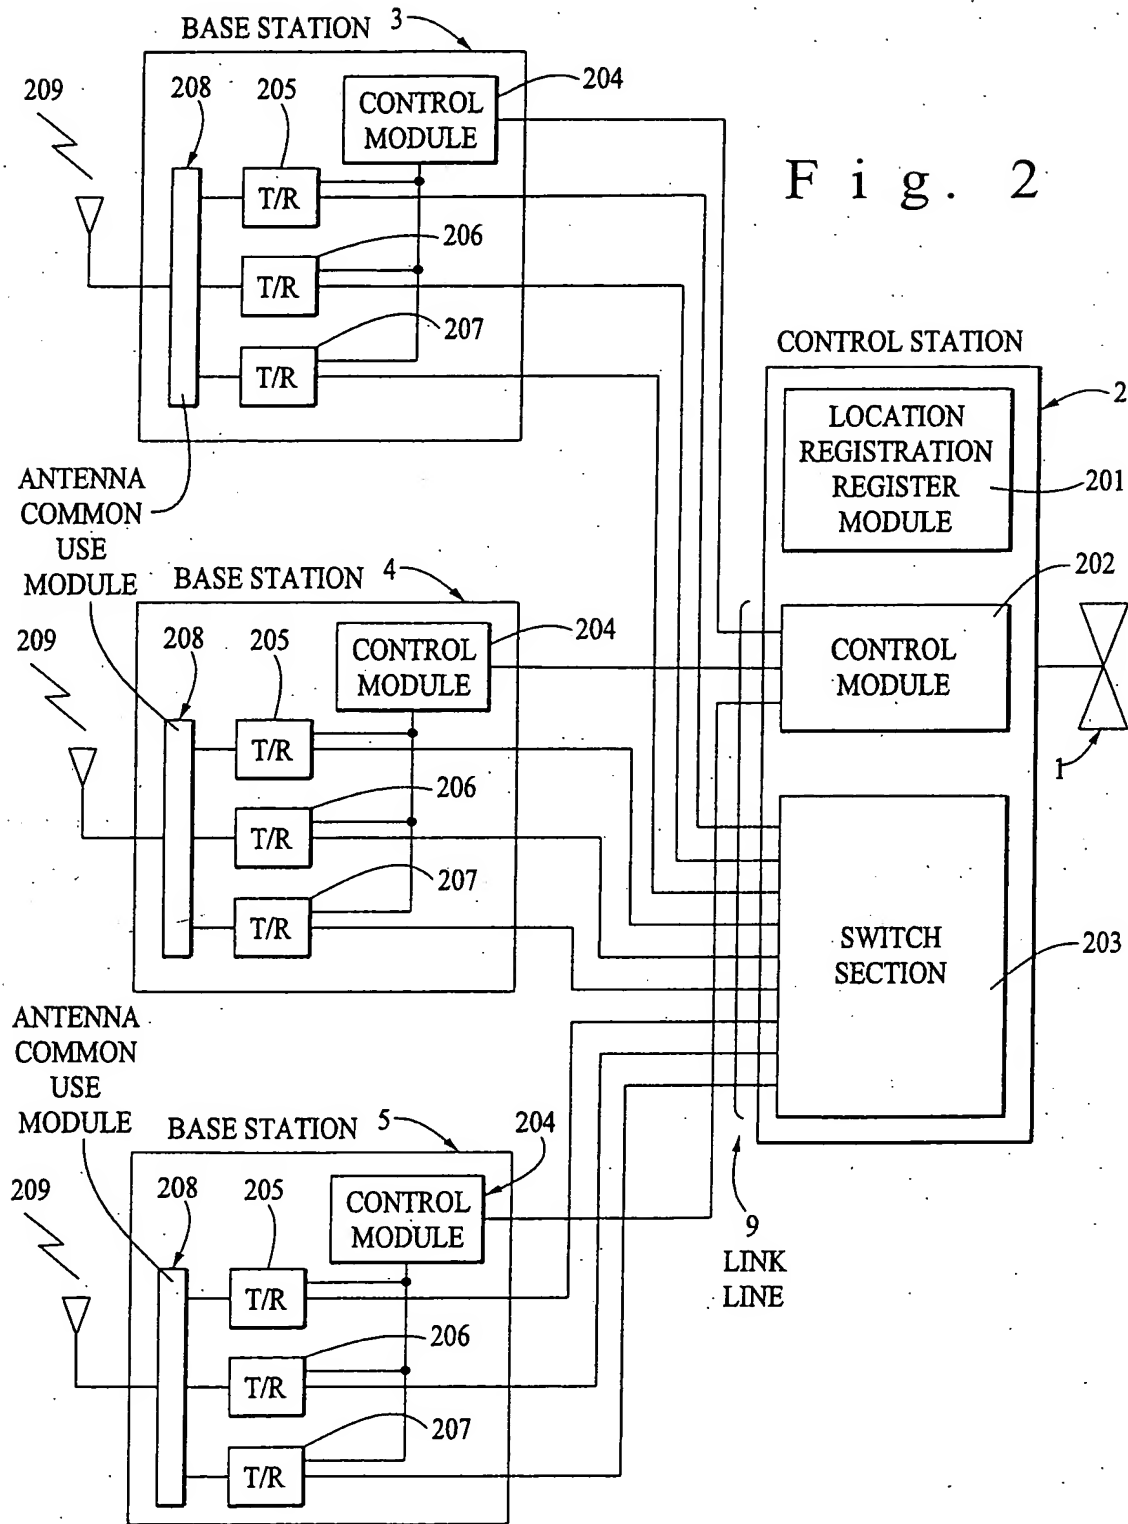 BASE STATION 3
209
208
205
CONTROL
MODULE
204
Fig. 2
T/R
206
T/R
207
T/R
CONTROL STATION
2
LOCATION
REGISTRATION
REGISTER
MODULE
201
ANTENNA
COMMON
USE
MODULE
BASE STATION 4
202
209
208
205
CONTROL
MODULE
204
CONTROL
MODULE
1
T/R
206
T/R
207
T/R
SWITCH
SECTION
203
ANTENNA
COMMON
USE
MODULE
BASE STATION 5
204
209
208
205
CONTROL
MODULE
9
LINK
LINE
T/R
206
T/R
207
T/R